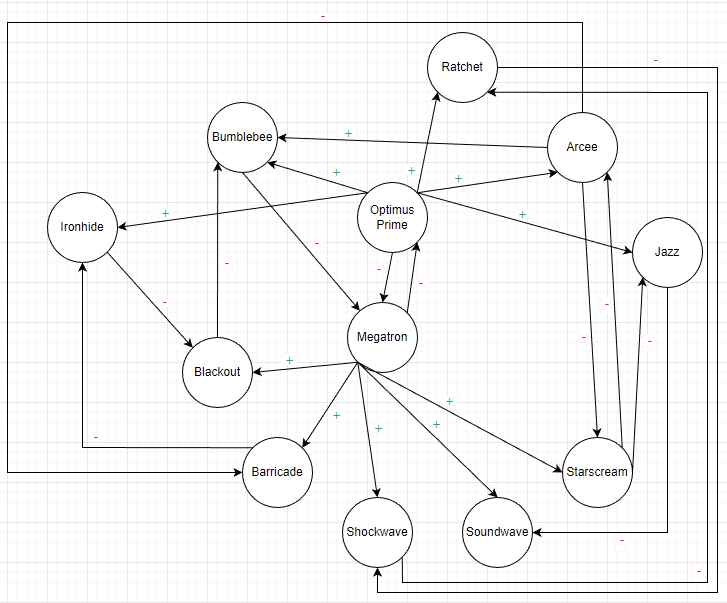 -
Ratchet
-
Bumblebee
+
Arcee
+
+
+
Ironhide
+
Optimus
Prime
+
-
Jazz
-
-
-
-
-
Megatron
-
-
Blackout
+
+
+
+
+
-
Barricade
Starscream
Shockwave
Soundwave
-
-